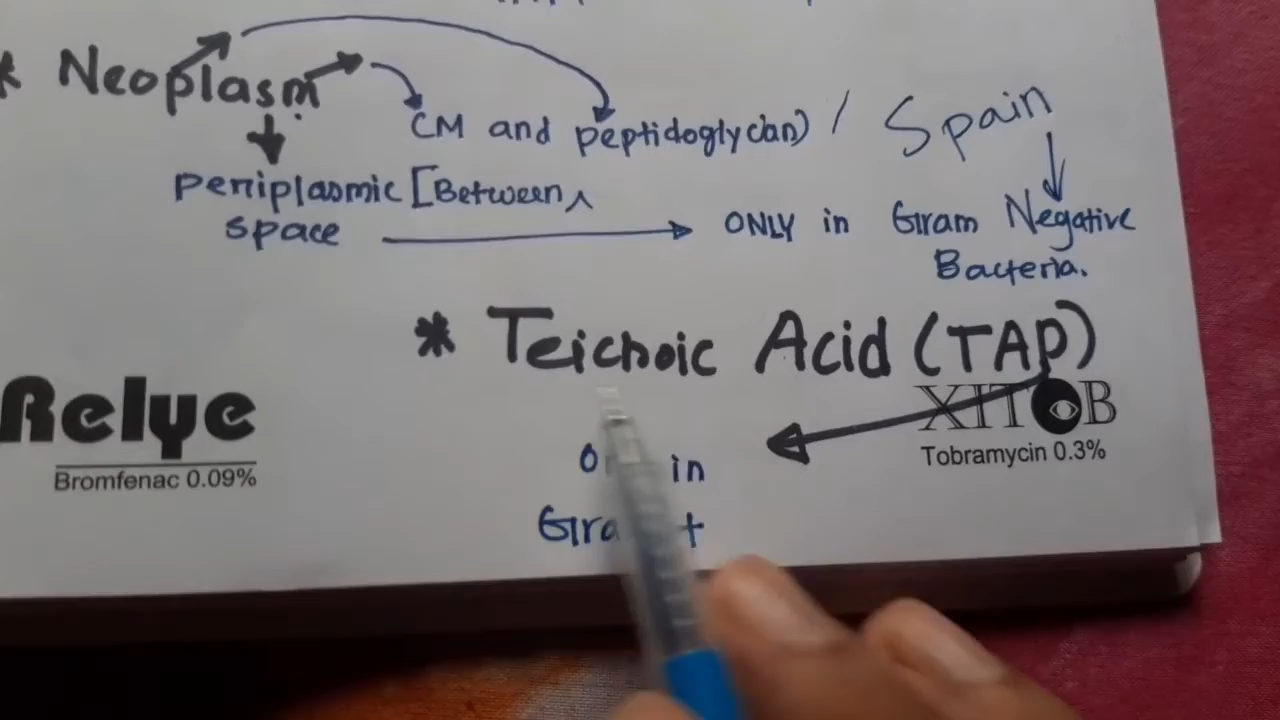 * Neoplasm
CM and peptidoglycan) / Spain
periplasmic [Between
space ONLY in Gram Negative
Bacteria.
* Teichoic Acid (TAP)
Relye
Bromfenac 0.09%
XITOB
Tobramycin 0.3%
in
+